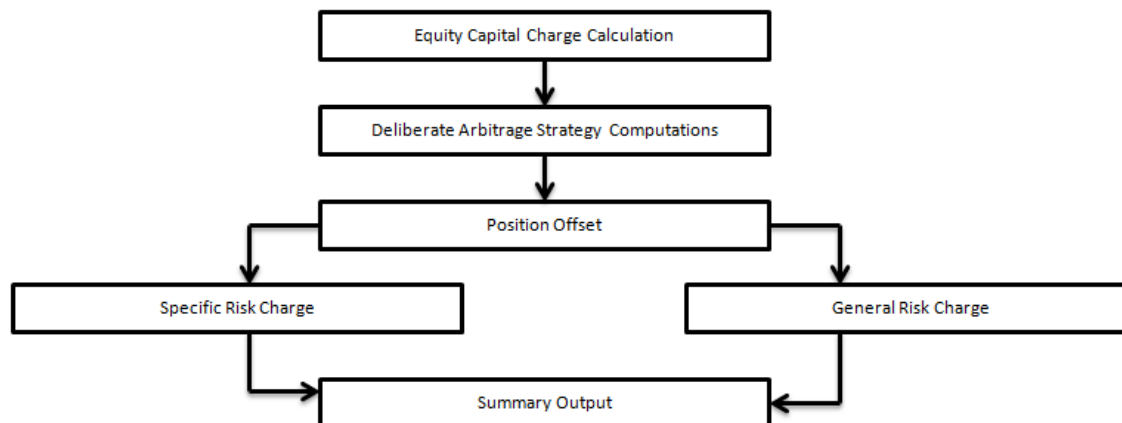 Equity Capital Charge Calculation
Deliberate Arbitrage Strategy Computations
Position Offset
Specific Risk Charge
General Risk Charge
Summary Output